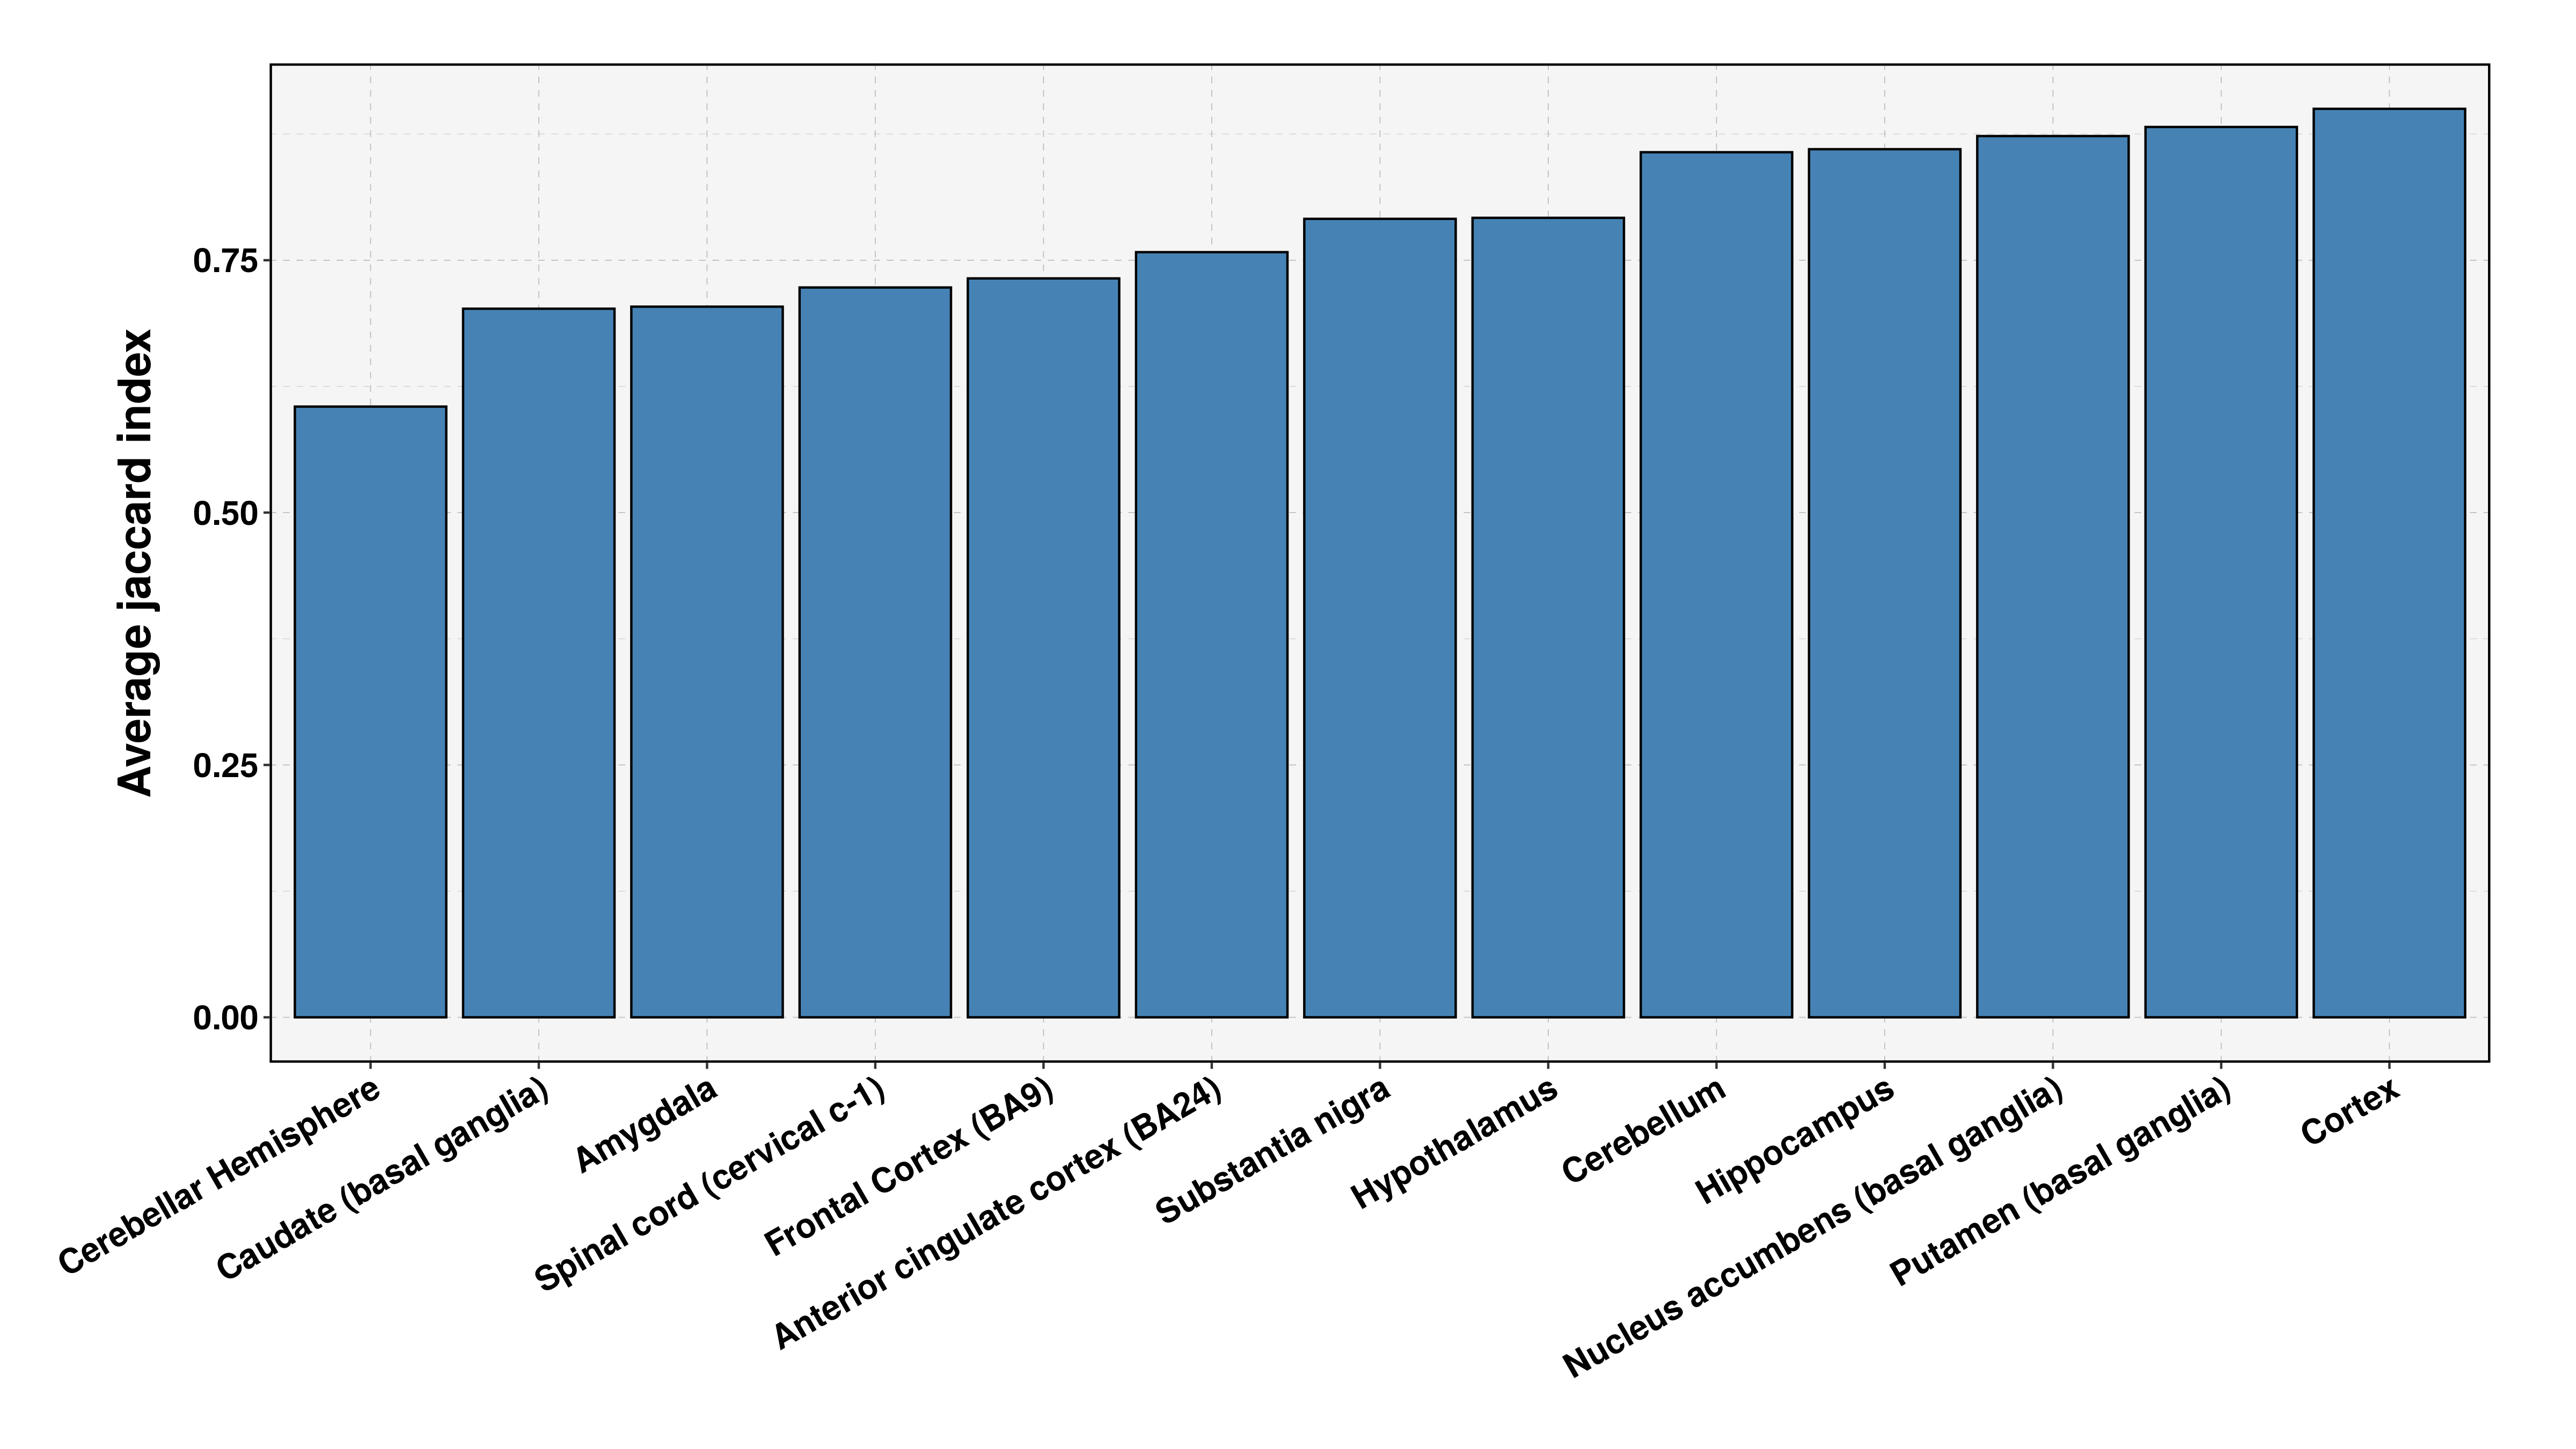 Average jaccard index
0.75
0.50
0.25
0.00
Cerebellar Hemisphere
Caudate (basal ganglia)
Amygdala
Spinal cord (cervical c-1)
Frontal Cortex (BA9)
Anterior cingulate cortex (BA24)
Substantia nigra
Hypothalamus
Cerebellum
Hippocampus
Nucleus accumbens (basal ganglia)
Putamen (basal ganglia)
Cortex